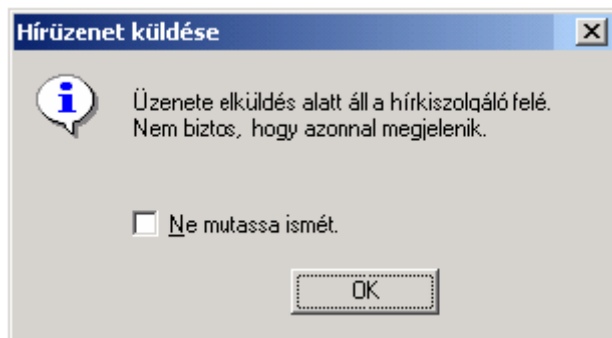 Hírüzenet küldése
Üzenete elküldés alatt áll a hírkiszolgáló felé.
Nem biztos, hogy azonnal megjelenik.
Ne mutassa ismét.
OK